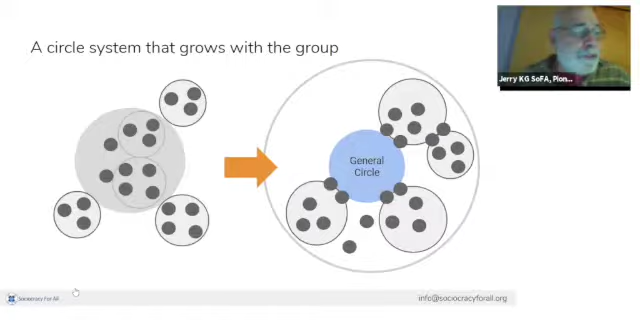 A circle system that grows with the group
Jerry KG SoFA, Pion...
General
Circle
Sociocracy For All
info@sociocracyforall.org